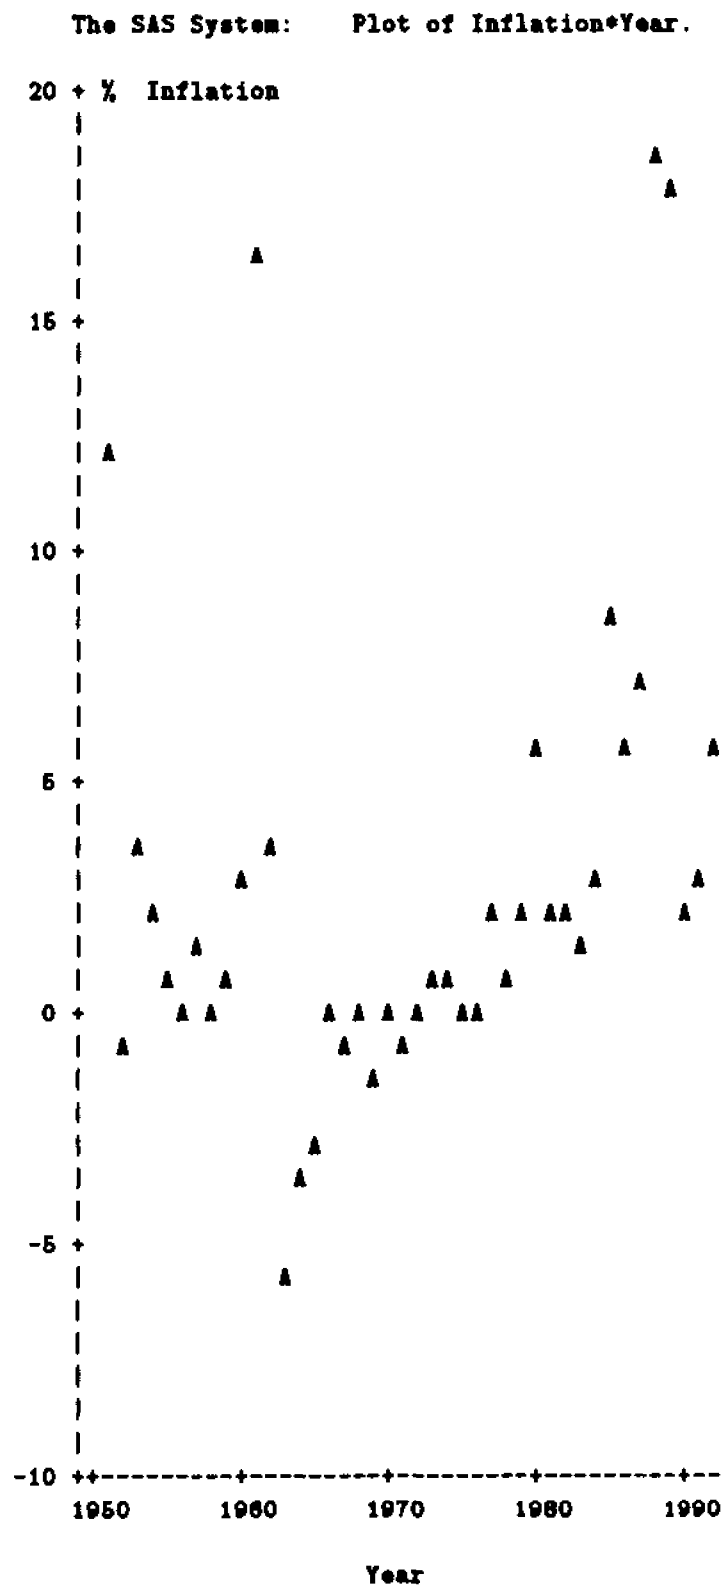 The SAS System: Plot of Inflation*Year.
20 + % Inflation
15 +
10 +
5 +
0 +
-5 +
-10 ++---------+---------+---------+---------+--
1950 1960 1970 1980 1990
Year